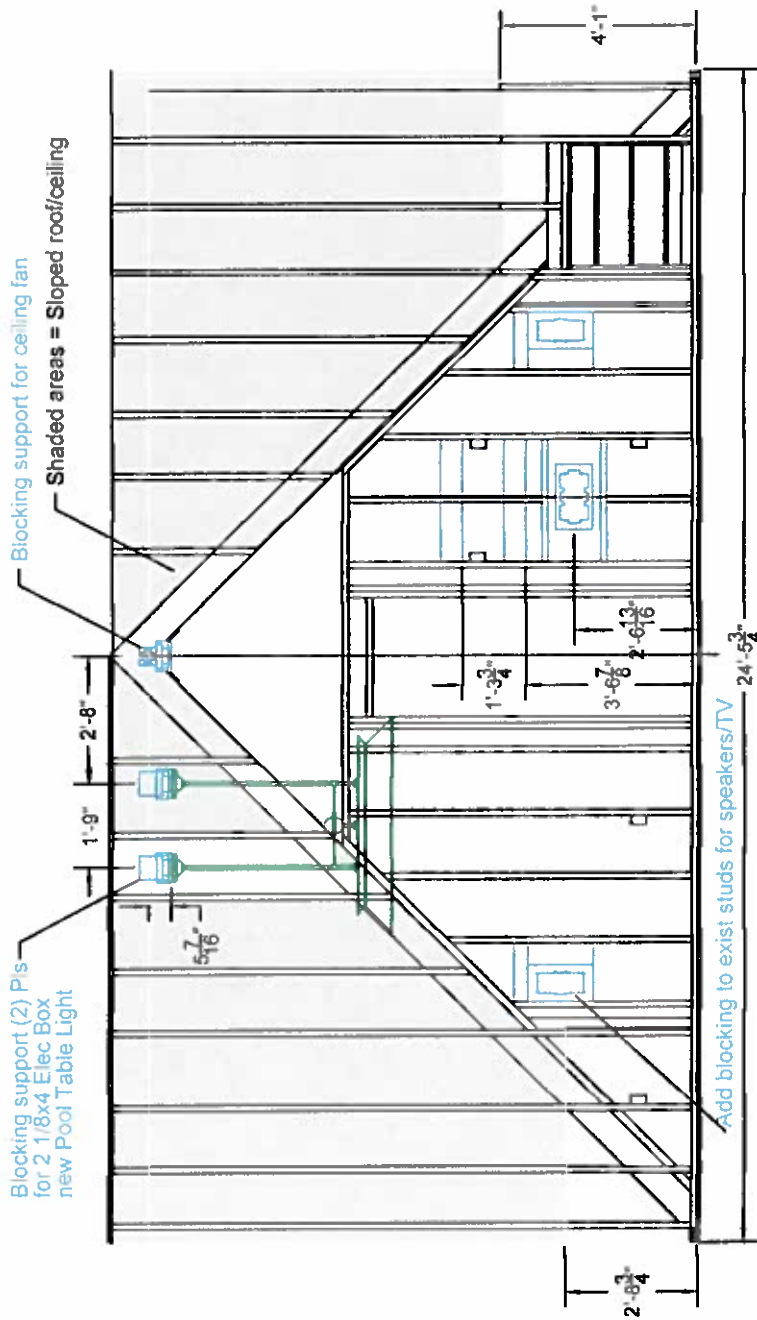 Blocking support (2) Pls
for 2 1/8x4 Elec Box
new Pool Table Light
Blocking support for ceiling fan
Shaded areas = Sloped roof/ceiling
1'-9"
2'-8"
5 7/16"
4'-1"
1'-3 3/4"
3'-6 7/8"
2'-6 13/16"
2'-8 3/4"
Add blocking to exist studs for speakers/TV
24'-5 3/4"